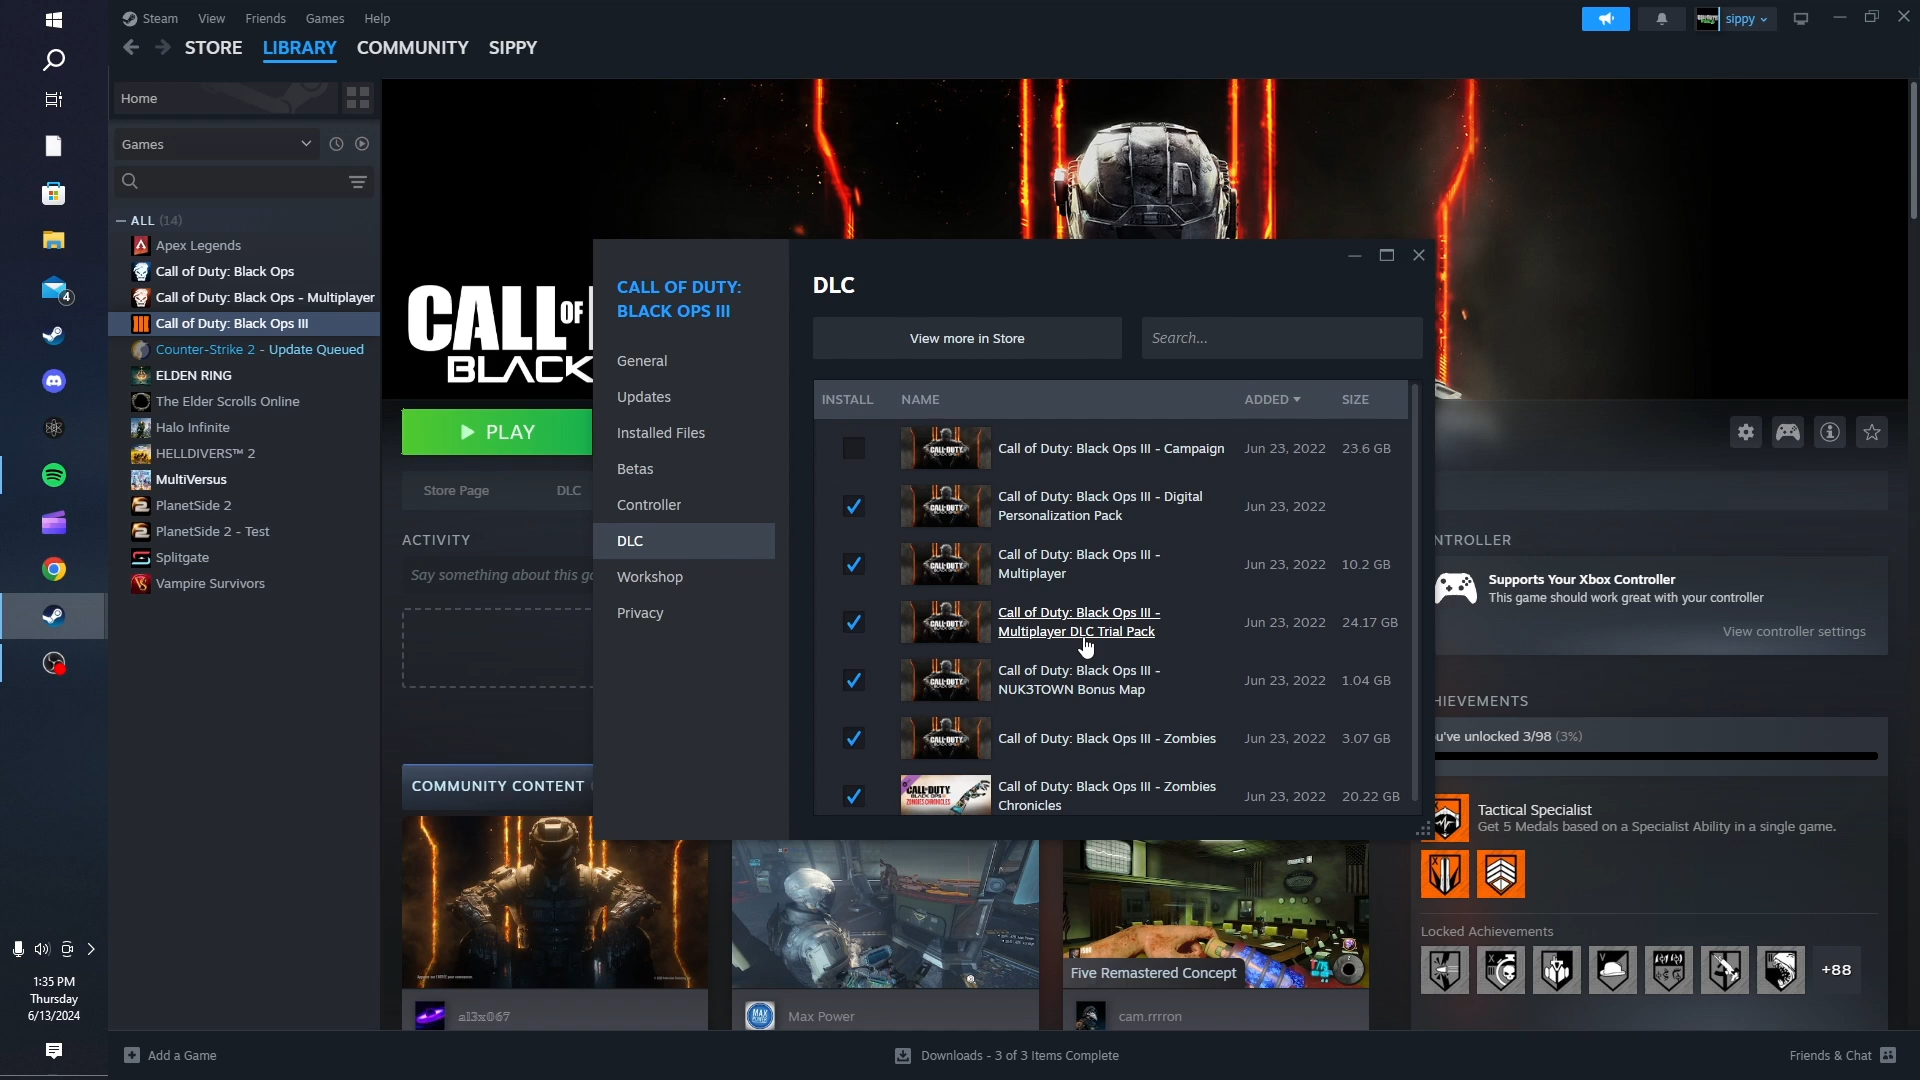 Steam View Friends Games Help
sippy
STORE LIBRARY COMMUNITY SIPPY
Home
Games
ALL (14)
Apex Legends
Call of Duty: Black Ops
Call of Duty: Black Ops - Multiplayer
Call of Duty: Black Ops III
Counter-Strike 2 - Update Queued
ELDEN RING
The Elder Scrolls Online
Halo Infinite
HELLDIVERS™ 2
MultiVersus
PlanetSide 2
PlanetSide 2 - Test
Splitgate
Vampire Survivors
4
1:35 PM
Thursday
6/13/2024
CALL OF
BLACK
PLAY
Store Page DLC
ACTIVITY
Say something about this ga
COMMUNITY CONTENT
CALL OF DUTY:
BLACK OPS III
General
Updates
Installed Files
Betas
Controller
DLC
Workshop
Privacy
DLC
View more in Store
Search...
INSTALL NAME ADDED SIZE
Call of Duty: Black Ops III - Campaign Jun 23, 2022 23.6 GB
Call of Duty: Black Ops III - Digital
Personalization Pack Jun 23, 2022
Call of Duty: Black Ops III -
Multiplayer Jun 23, 2022 10.2 GB
Call of Duty: Black Ops III -
Multiplayer DLC Trial Pack Jun 23, 2022 24.17 GB
Call of Duty: Black Ops III -
NUK3TOWN Bonus Map Jun 23, 2022 1.04 GB
Call of Duty: Black Ops III - Zombies Jun 23, 2022 3.07 GB
Call of Duty: Black Ops III - Zombies
Chronicles Jun 23, 2022 20.22 GB
NTROLLER
Supports Your Xbox Controller
This game should work great with your controller
View controller settings
HIEVEMENTS
u've unlocked 3/98 (3%)
Tactical Specialist
Get 5 Medals based on a Specialist Ability in a single game.
Locked Achievements
+88
Five Remastered Concept
al3x067
Max Power
cam.rrrron
Add a Game
Downloads - 3 of 3 Items Complete
Friends & Chat